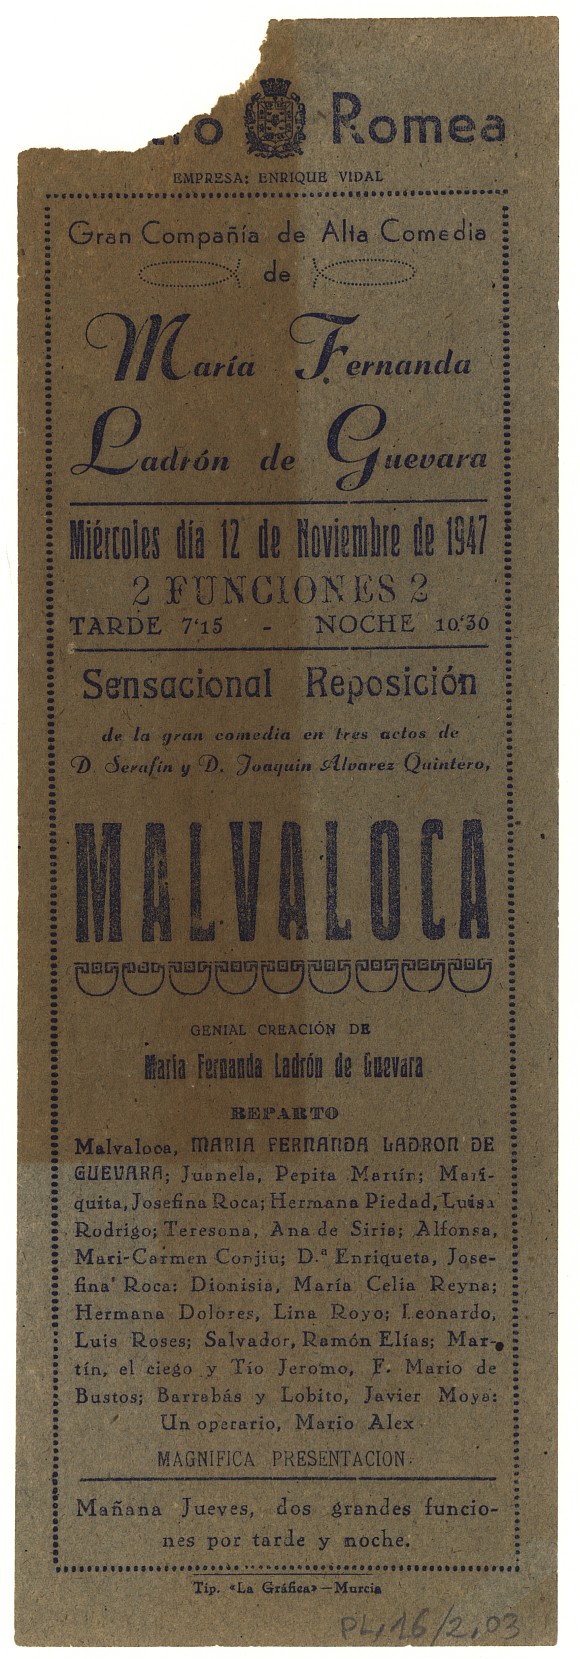 tro Romea
EMPRESA: ENRIQUE VIDAL
Gran Compañía de Alta Comedia
de
María Fernanda
Ladrón de Guevara
Miércoles día 12 de Noviembre de 1947
2 FUNCIONES 2
TARDE 7'15 - NOCHE 10'30
Sensacional Reposición
de la gran comedia en tres actos de
D. Serafín y D. Joaquín Alvarez Quintero,
MALVALOCA
GENIAL CREACIÓN DE
María Fernanda Ladrón de Guevara
REPARTO
Malvaloca, MARIA FERNANDA LADRON DE
GUEVARA; Juanela, Pepita Martín; Mari-
quita, Josefina Roca; Hermana Piedad, Luisa
Rodrigo; Teresona, Ana de Siria; Alfonsa,
Mari-Carmen Conjiu; D.ª Enriqueta, Jose-
fina Roca: Dionisia, María Celia Reyna;
Hermana Dolores, Lina Royo; Leonardo,
Luis Roses; Salvador, Ramón Elías; Mar-
tín, el ciego y Tío Jeromo, F. Mario de
Bustos; Barrabás y Lobito, Javier Moya:
Un operario, Mario Alex
MAGNIFICA PRESENTACION.
Mañana Jueves, dos grandes funcio-
nes por tarde y noche.
Tip. «La Gráfica» - Murcia
PL,16/2,03